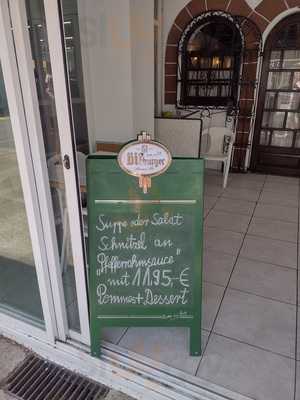 Bitburger
Suppe oder Salat
Schnitzel an
"Pfefferrahmsauce"
mit 11.95,-€
Pommes+Dessert